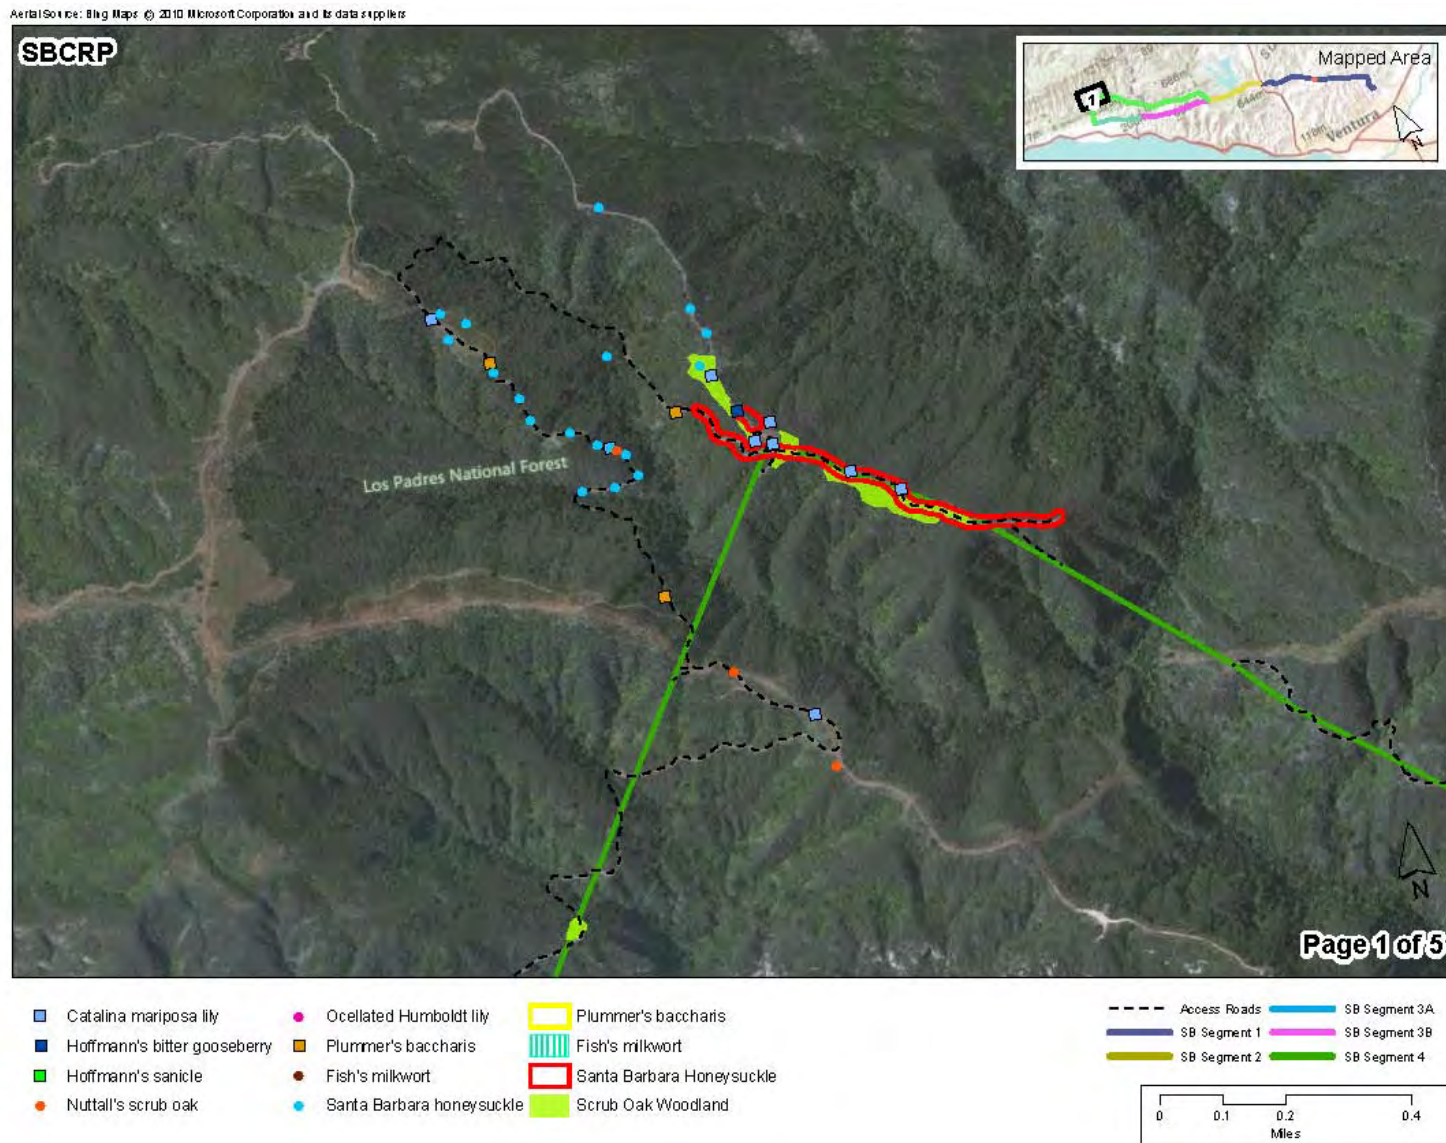 Aerial Source: Bing Maps © 2010 Microsoft Corporation and its data suppliers
SBCRP
Mapped Area
1
644m
110m
Ventura
Los Padres National Forest
N
N
Page 1 of 5
Catalina mariposa lily
Hoffmann's bitter gooseberry
Hoffmann's sanicle
Nuttall's scrub oak
Ocellated Humboldt lily
Plummer's baccharis
Fish's milkwort
Santa Barbara honeysuckle
Plummer's baccharis
Fish's milkwort
Santa Barbara Honeysuckle
Scrub Oak Woodland
Access Roads
SB Segment 1
SB Segment 2
SB Segment 3A
SB Segment 3B
SB Segment 4
0 0.1 0.2 0.4
Miles